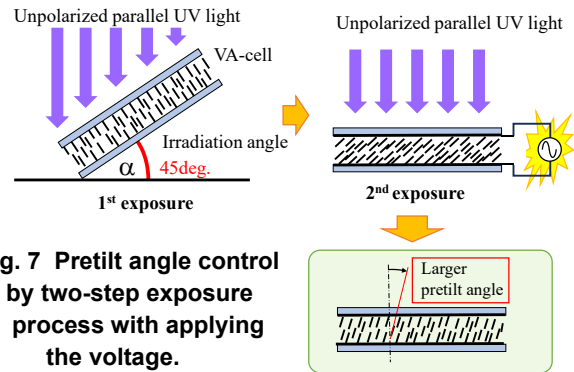 Unpolarized parallel UV light
VA-cell
Irradiation angle
α
45deg.
1st exposure
Unpolarized parallel UV light
2nd exposure
g. 7 Pretilt angle control
by two-step exposure
process with applying
the voltage.
Larger
pretilt angle